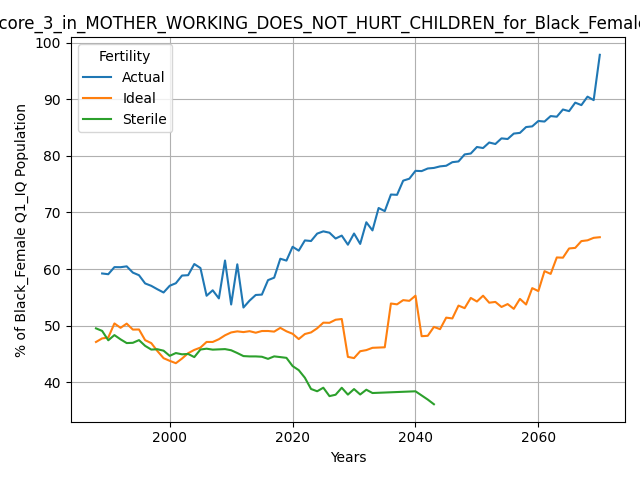 core_3_in_MOTHER_WORKING_DOES_NOT_HURT_CHILDREN_for_Black_Female
Fertility
Actual
Ideal
Sterile
% of Black_Female Q1_IQ Population
100
90
80
70
60
50
40
2000
2020
2040
2060
Years